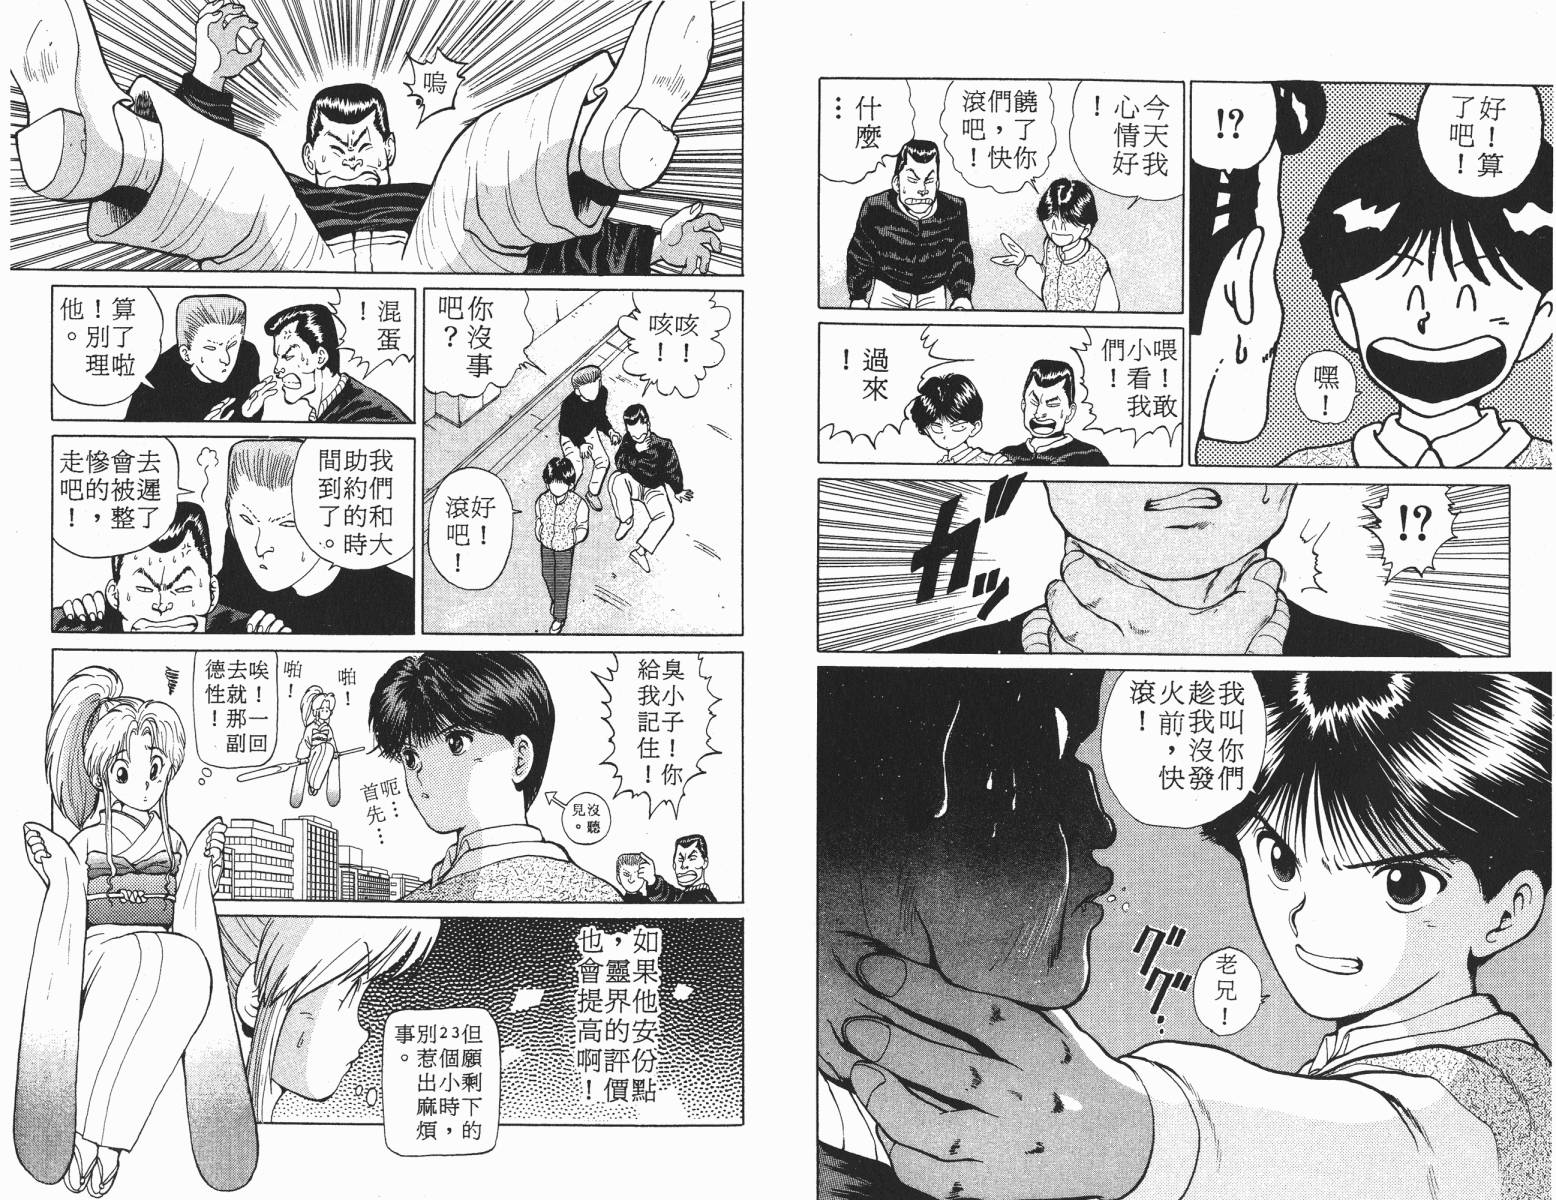 好！算
了吧！
!?
嘿！
今天我
心情好
！
饒了你
們，快
滾吧！
什麼
…
喂！敢
小看我
們！
過來
！
!?
ガッ
我叫你們
趁我沒發
火前，快
滾！
老兄！
ググ
嗚
咳咳
！！
你沒事
吧？
好！
滾吧！
混蛋
！
算了啦
！別理
他。
我們和大
助約的時
間到了。
去遲了
會被整
慘的，
走吧！
臭小子！你
給我記住！
沒聽
見。
呃…
首先…
啪！
啪！
唉！一回
去就那副
德性！
如果他安份點
，靈界的評價
也會提高啊！
但願剩下的
23個小時，
別惹出麻煩
事。